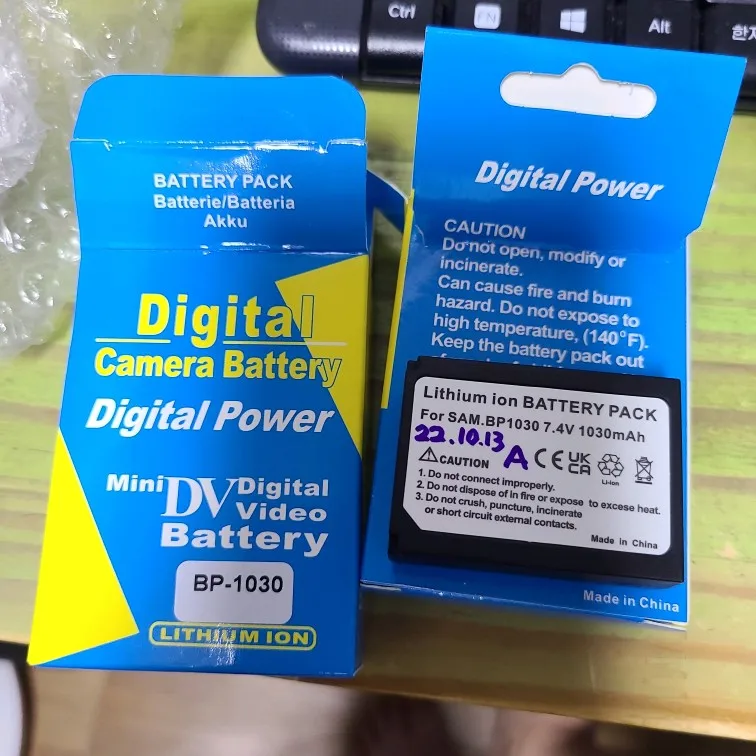 Ctrl
FN
Alt
BATTERY PACK
Batterie/Batteria
Akku
Digital
Camera Battery
Digital Power
Mini DV Digital
Video
Battery
BP-1030
LITHIUM ION
Digital Power
CAUTION
Do not open, modify or
incinerate.
Can cause fire and burn
hazard. Do not expose to
high temperature, (140°F).
Keep the battery pack out
Lithium ion BATTERY PACK
For SAM.BP1030 7.4V 1030mAh
22.10.13 A
CAUTION CE UK CA Li-ion
1. Do not connect improperly.
2. Do not dispose of in fire or expose to excese heat.
3. Do not crush, puncture, incinerate
or short circuit external contacts.
Made in China
Made in China